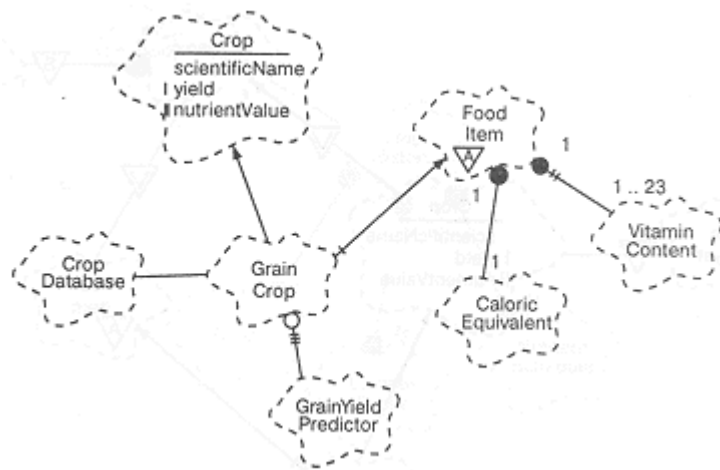 Crop
scientificName
yield
nutrientValue
Food
Item
A
1
1
1 .. 23
Vitamin
Content
Crop
Database
Grain
Crop
1
Caloric
Equivalent
GrainYield
Predictor